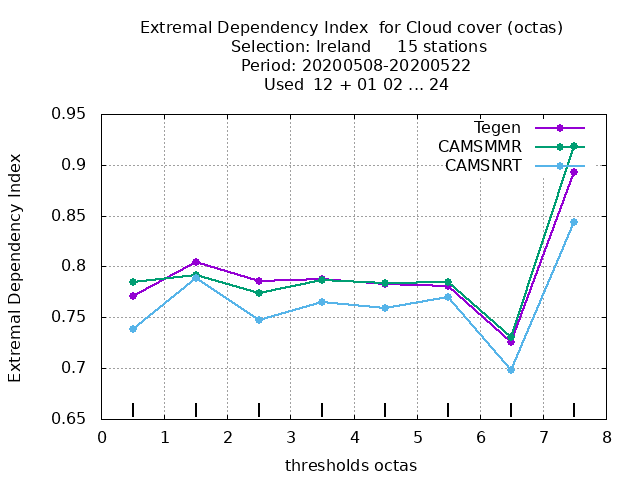 Extremal Dependency Index  for Cloud cover (octas)
Selection: Ireland     15 stations
Period: 20200508-20200522
Used  12 + 01 02 ... 24
Extremal Dependency Index
0.95
0.9
0.85
0.8
0.75
0.7
0.65
Tegen
CAMSMMR
CAMSNRT
0 1 2 3 4 5 6 7 8
thresholds octas